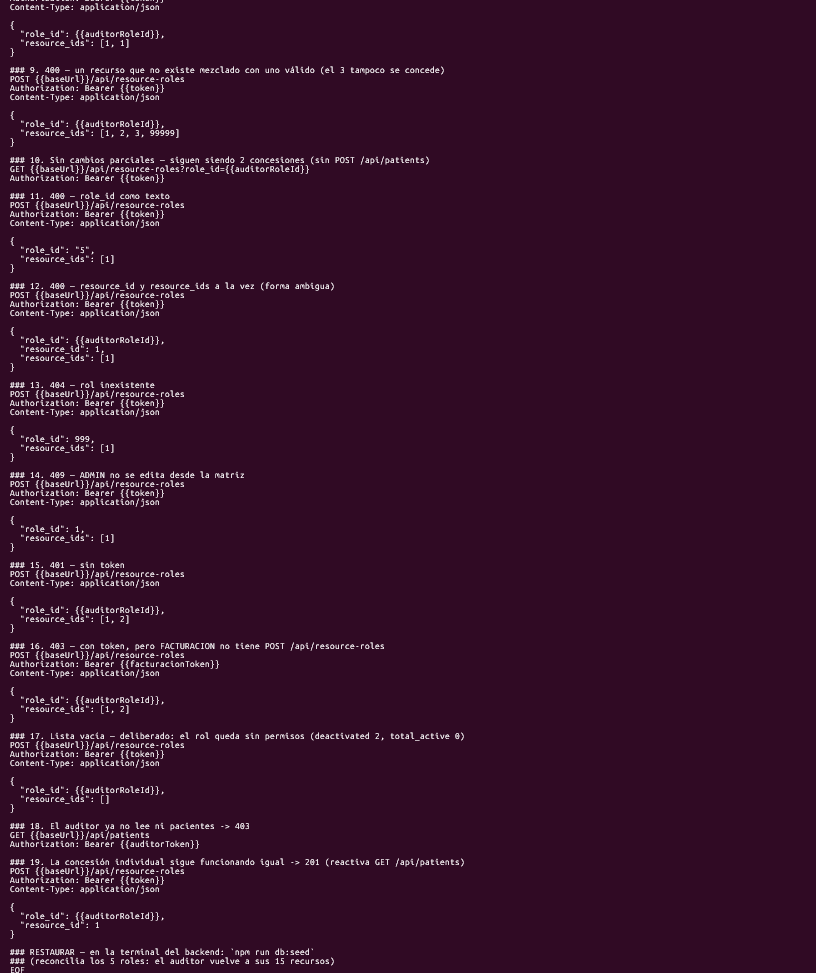 Content-Type: application/json
{
"role_id": {{auditorRoleId}},
"resource_ids": [1, 1]
}
### 9. 400 — un recurso que no existe mezclado con uno válido (el 3 tampoco se concede)
POST {{baseUrl}}/api/resource-roles
Authorization: Bearer {{token}}
Content-Type: application/json
{
"role_id": {{auditorRoleId}},
"resource_ids": [1, 2, 3, 99999]
}
### 10. Sin cambios parciales — siguen siendo 2 concesiones (sin POST /api/patients)
GET {{baseUrl}}/api/resource-roles?role_id={{auditorRoleId}}
Authorization: Bearer {{token}}
### 11. 400 — role_id como texto
POST {{baseUrl}}/api/resource-roles
Authorization: Bearer {{token}}
Content-Type: application/json
{
"role_id": "5",
"resource_ids": [1]
}
### 12. 400 — resource_id y resource_ids a la vez (forma ambigua)
POST {{baseUrl}}/api/resource-roles
Authorization: Bearer {{token}}
Content-Type: application/json
{
"role_id": {{auditorRoleId}},
"resource_id": 1,
"resource_ids": [1]
}
### 13. 404 — rol inexistente
POST {{baseUrl}}/api/resource-roles
Authorization: Bearer {{token}}
Content-Type: application/json
{
"role_id": 999,
"resource_ids": [1]
}
### 14. 409 — ADMIN no se edita desde la matriz
POST {{baseUrl}}/api/resource-roles
Authorization: Bearer {{token}}
Content-Type: application/json
{
"role_id": 1,
"resource_ids": [1]
}
### 15. 401 — sin token
POST {{baseUrl}}/api/resource-roles
Content-Type: application/json
{
"role_id": {{auditorRoleId}},
"resource_ids": [1, 2]
}
### 16. 403 — con token, pero FACTURACION no tiene POST /api/resource-roles
POST {{baseUrl}}/api/resource-roles
Authorization: Bearer {{facturacionToken}}
Content-Type: application/json
{
"role_id": {{auditorRoleId}},
"resource_ids": [1, 2]
}
### 17. Lista vacía — deliberado: el rol queda sin permisos (deactivated 2, total_active 0)
POST {{baseUrl}}/api/resource-roles
Authorization: Bearer {{token}}
Content-Type: application/json
{
"role_id": {{auditorRoleId}},
"resource_ids": []
}
### 18. El auditor ya no lee ni pacientes -> 403
GET {{baseUrl}}/api/patients
Authorization: Bearer {{auditorToken}}
### 19. La concesión individual sigue funcionando igual -> 201 (reactiva GET /api/patients)
POST {{baseUrl}}/api/resource-roles
Authorization: Bearer {{token}}
Content-Type: application/json
{
"role_id": {{auditorRoleId}},
"resource_id": 1
}
### RESTAURAR — en la terminal del backend: `npm run db:seed`
### (reconcilia los 5 roles: el auditor vuelve a sus 15 recursos)
EOF